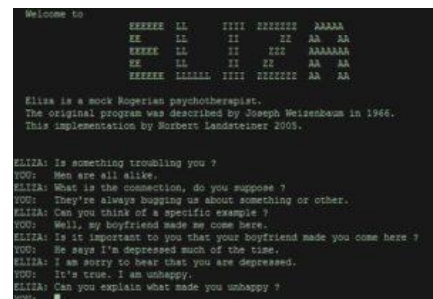 Welcome to
EEEEEE LL IIII ZZZZZZZ AAAAA
EE LL II ZZ AA AA
EEEEE LL II ZZZ AAAAAAA
EE LL II ZZ AA AA
EEEEEE LLLLLL IIII ZZZZZZZ AA AA
Eliza is a mock Rogerian psychotherapist.
The original program was described by Joseph Weizenbaum in 1966.
This implementation by Norbert Landsteiner 2005.
ELIZA: Is something troubling you ?
YOU: Men are all alike.
ELIZA: What is the connection, do you suppose ?
YOU: They're always bugging us about something or other.
ELIZA: Can you think of a specific example ?
YOU: Well, my boyfriend made me come here.
ELIZA: Is it important to you that your boyfriend made you come here ?
YOU: He says I'm depressed much of the time.
ELIZA: I am sorry to hear that you are depressed.
YOU: It's true. I am unhappy.
ELIZA: Can you explain what made you unhappy ?
YOU: